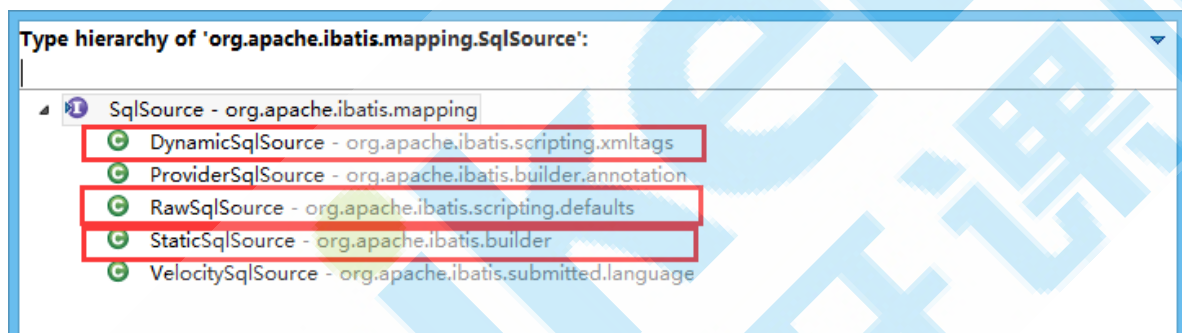 Type hierarchy of 'org.apache.ibatis.mapping.SqlSource':
SqlSource - org.apache.ibatis.mapping
DynamicSqlSource - org.apache.ibatis.scripting.xmltags
ProviderSqlSource - org.apache.ibatis.builder.annotation
RawSqlSource - org.apache.ibatis.scripting.defaults
StaticSqlSource - org.apache.ibatis.builder
VelocitySqlSource - org.apache.ibatis.submitted.language